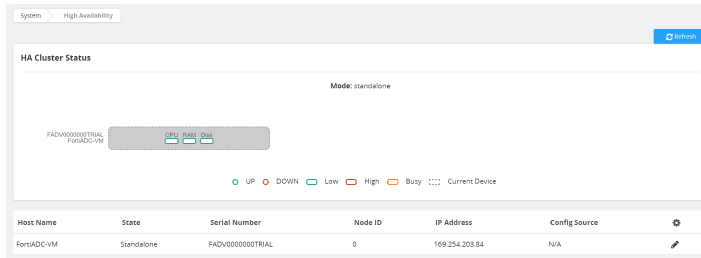 System High Availability
Refresh
HA Cluster Status
Mode: standalone
FADV0000000TRIAL
FortiADC-VM
CPU RAM Disk
UP DOWN Low High Busy Current Device
Host Name State Serial Number Node ID IP Address Config Source
FortiADC-VM Standalone FADV0000000TRIAL 0 169.254.203.84 N/A